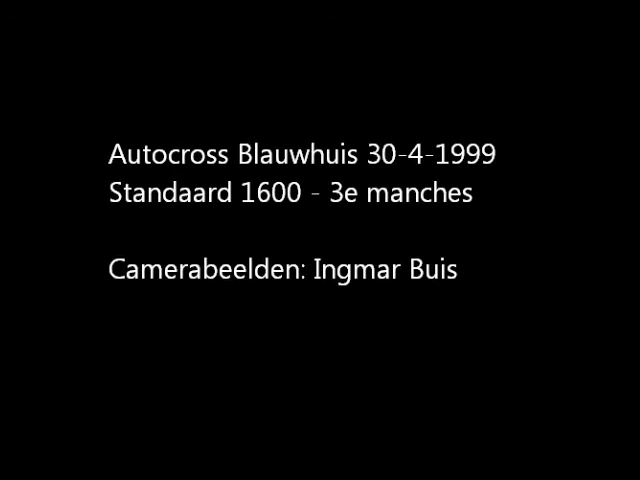 Autocross Blauwhuis 30-4-1999
Standaard 1600 - 3e manches
Camerabeelden: Ingmar Buis